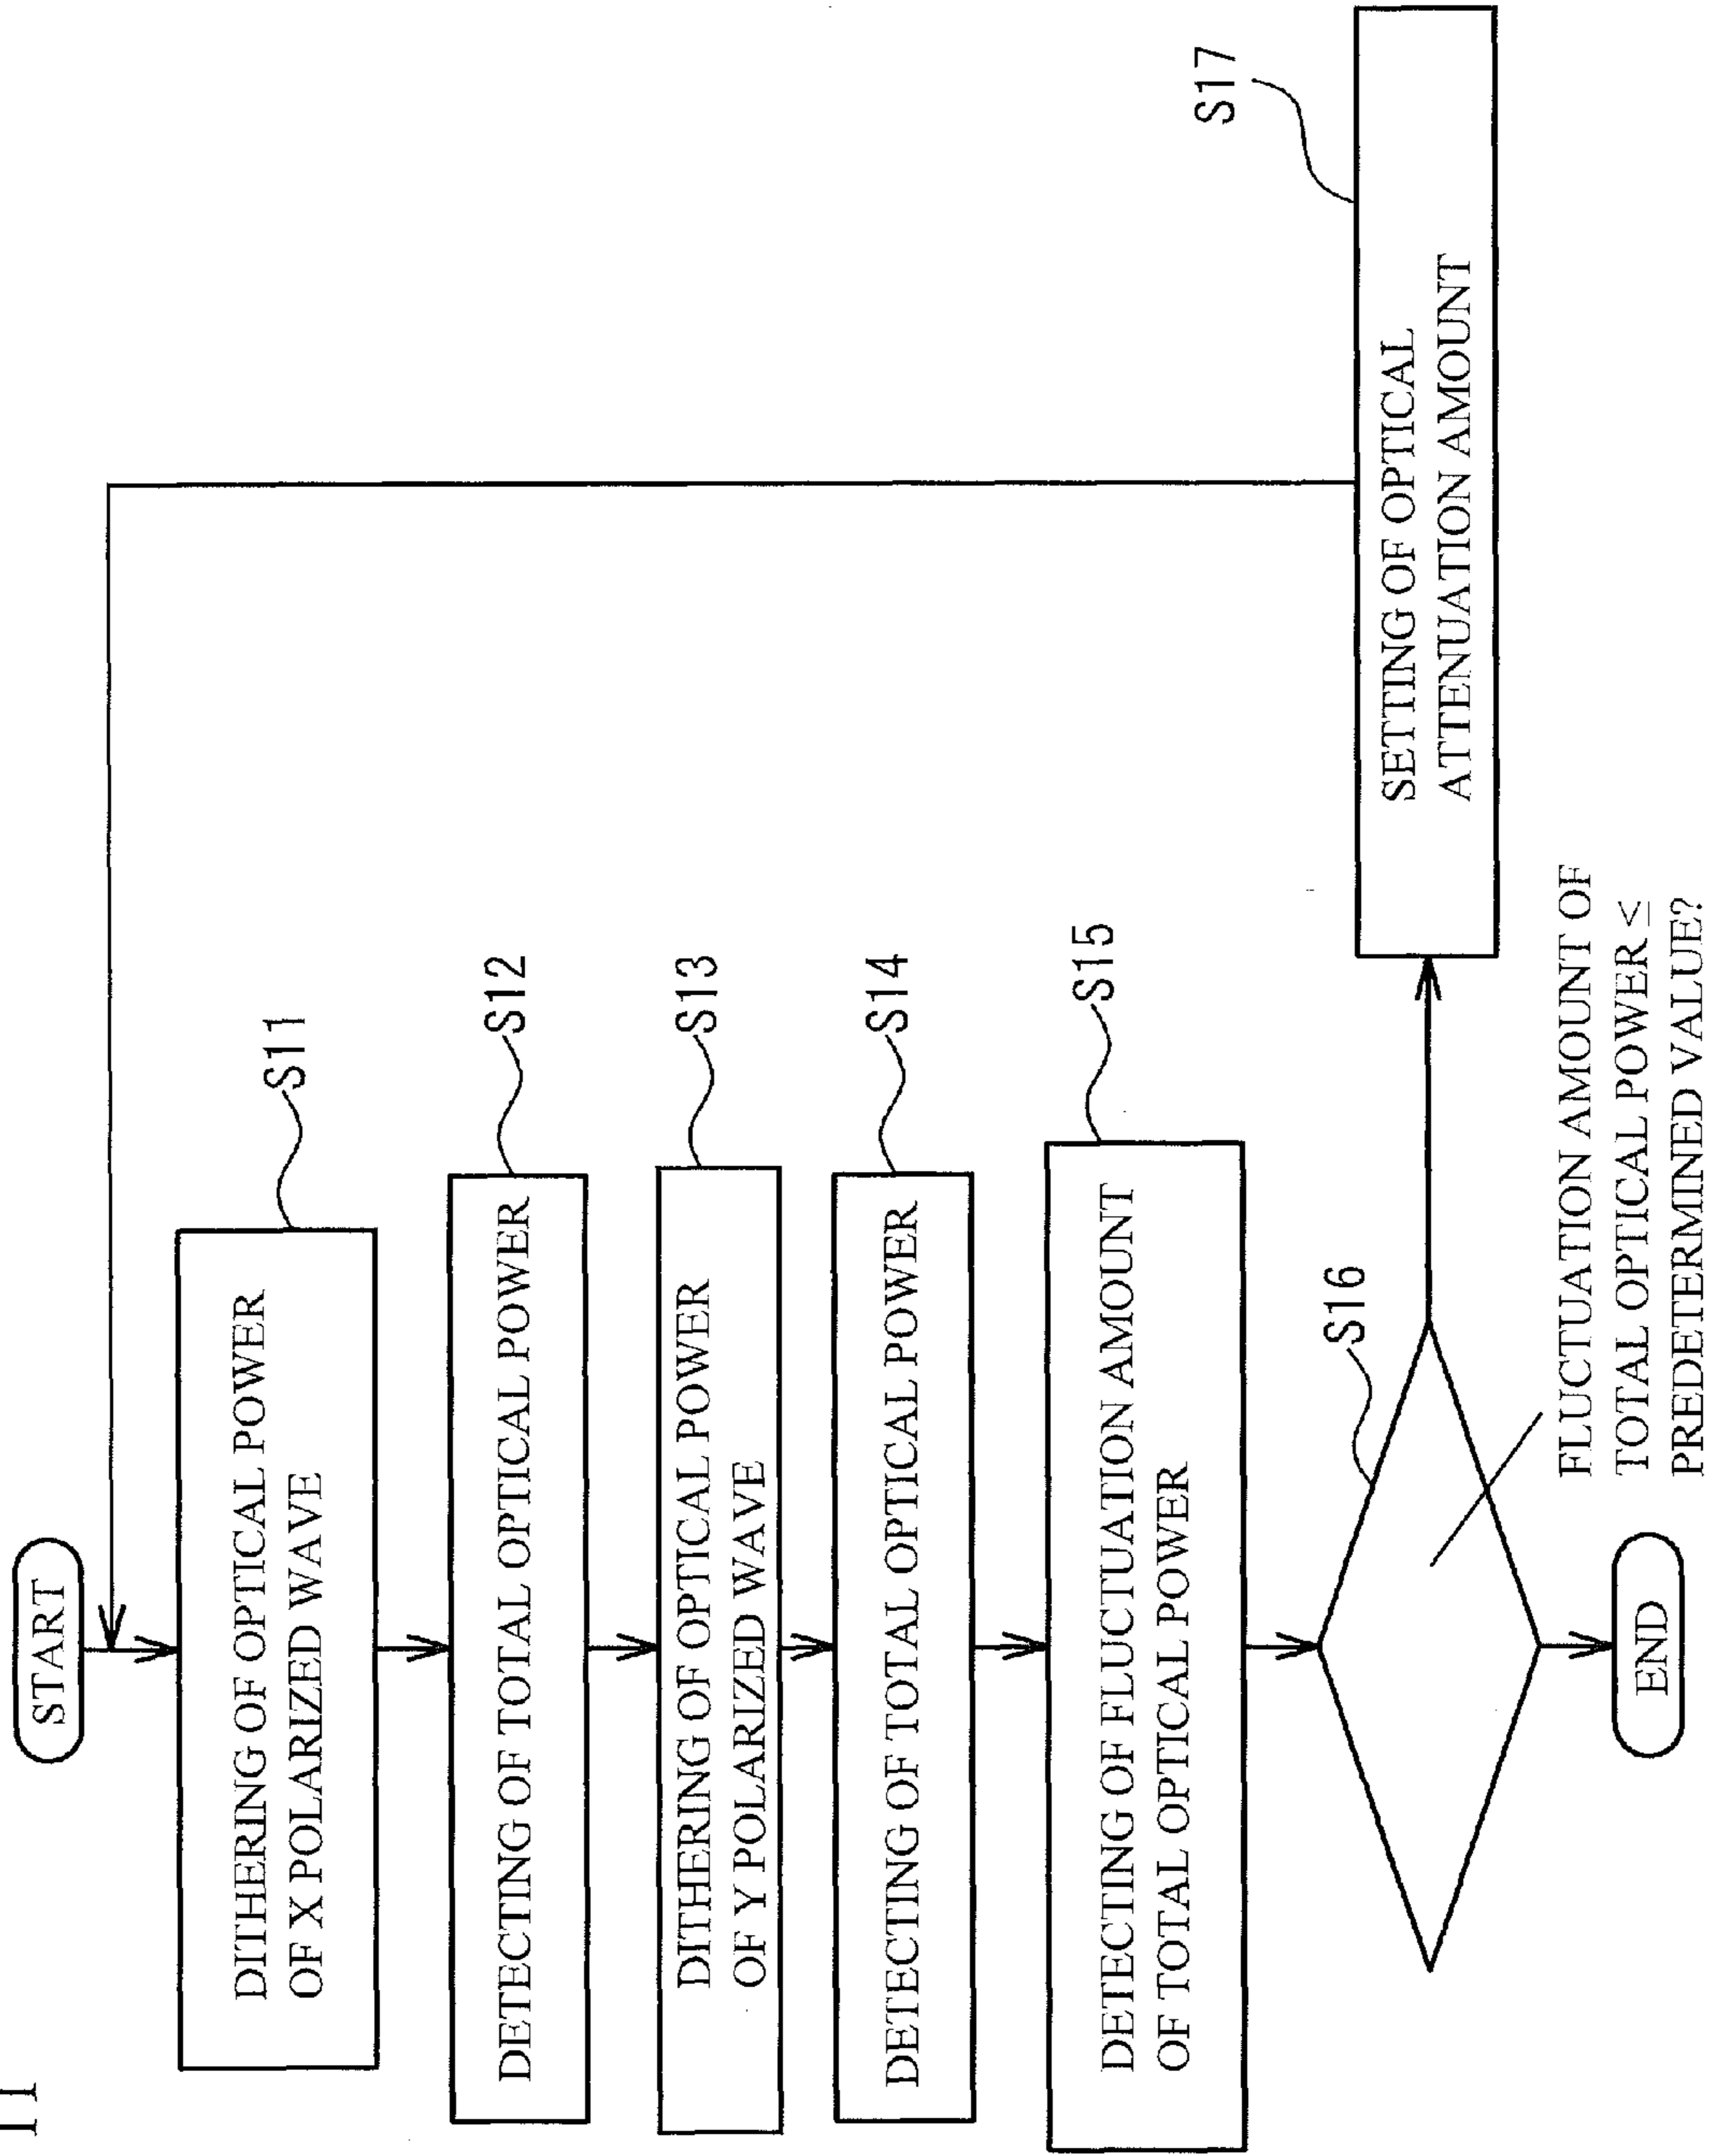 11
START
DITHERING OF OPTICAL POWER
OF X POLARIZED WAVE
S11
DETECTING OF TOTAL OPTICAL POWER
S12
DITHERING OF OPTICAL POWER
OF Y POLARIZED WAVE
S13
DETECTING OF TOTAL OPTICAL POWER
S14
DETECTING OF FLUCTUATION AMOUNT
OF TOTAL OPTICAL POWER
S15
S16
FLUCTUATION AMOUNT OF
TOTAL OPTICAL POWER ≤
PREDETERMINED VALUE?
SETTING OF OPTICAL
ATTENUATION AMOUNT
S17
END